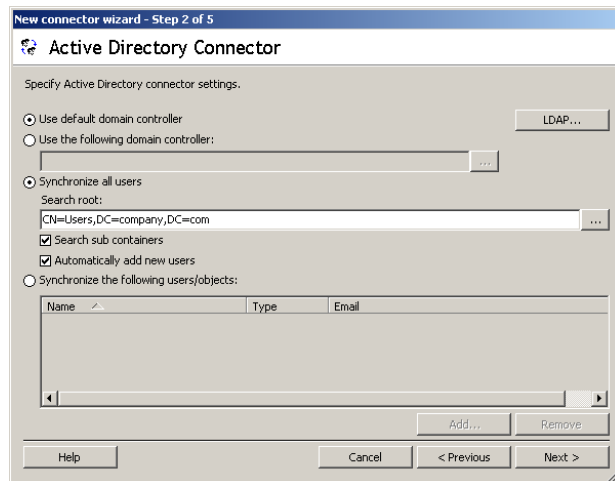 New connector wizard - Step 2 of 5
Active Directory Connector
Specify Active Directory connector settings.
Use default domain controller
LDAP...
Use the following domain controller:
...
Synchronize all users
Search root:
CN=Users,DC=company,DC=com
...
Search sub containers
Automatically add new users
Synchronize the following users/objects:
Name Type Email
Add... Remove
Help Cancel < Previous Next >